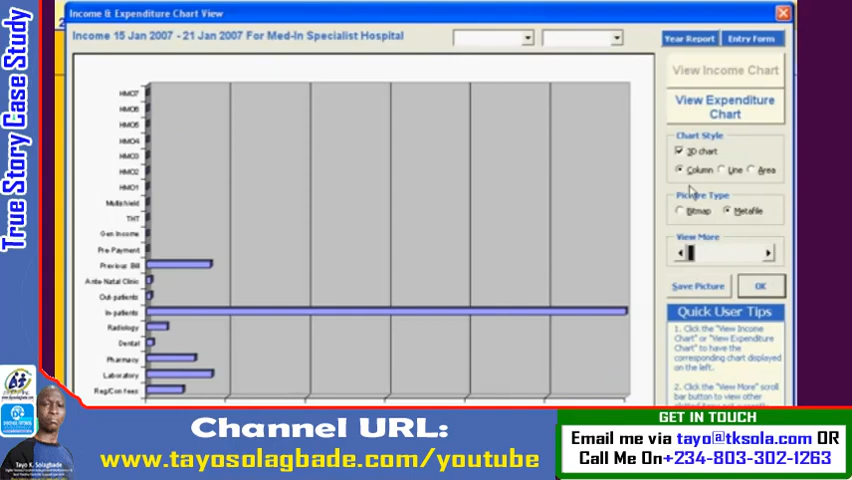 True Story Case Study
Income & Expenditure Chart View
Income 15 Jan 2007 - 21 Jan 2007 For Med-In Specialist Hospital
Year Report
Entry Form
View Income Chart
View Expenditure
Chart
Chart Style
3D chart
Column
Line
Area
Picture Type
Bitmap
Metafile
View More
Save Picture
OK
Quick User Tips
1. Click the "View Income
Chart" or "View Expenditure
Chart" to have the
corresponding chart displayed
on the left.
2. Click the "View More" scroll
bar button to view other
HMO7
HMO6
HMO5
HMO4
HMO3
HMO2
HMO1
Multishield
THT
Gen Income
Pre-Payment
Previous Bill
Ante Natal Clinic
Out-patients
In-patients
Radiology
Dental
Pharmacy
Laboratory
Reg/Con fees
Tayo K. Solagbade
Channel URL:
www.tayosolagbade.com/youtube
GET IN TOUCH
Email me via tayo@tksola.com OR
Call Me On+234-803-302-1263